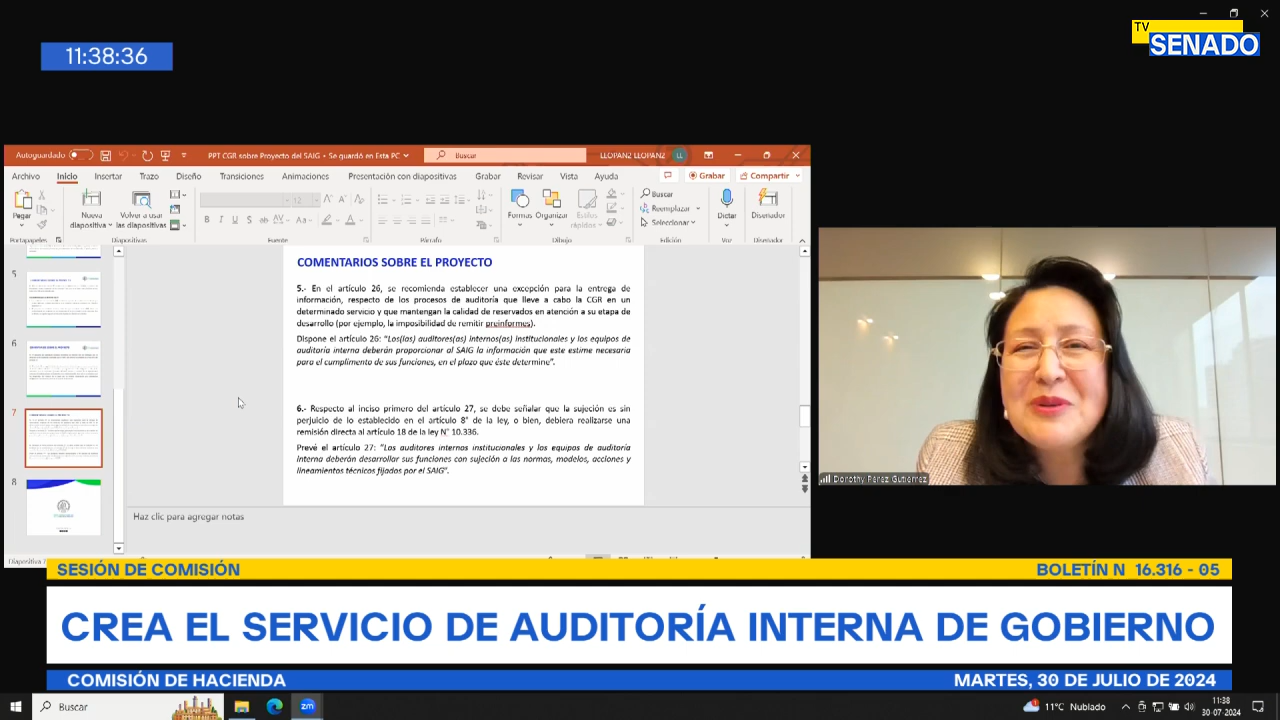 TV
SENADO
11:38:36
Autoguardado
PPT CGR sobre Proyecto del SAIG • Se guardó en Esta PC
Buscar
LLOPAN2 LLOPAN2
LL
Archivo Inicio Insertar Trazo Diseño Transiciones Animaciones Presentación con diapositivas Grabar Revisar Vista Ayuda
Grabar
Compartir
Pegar
Nueva diapositiva
Volver a usar las diapositivas
12
N K S ab AV Aa A
Formas Organizar Estilos rápidos
Buscar
Reemplazar
Seleccionar
Dictar
Diseñador
Portapapeles Diapositivas Fuente Párrafo Dibujo Edición Voz Diseñador
5
6
7
8
COMENTARIOS SOBRE EL PROYECTO
5.- En el artículo 26, se recomienda establecer una excepción para la entrega de
información, respecto de los procesos de auditoría que lleve a cabo la CGR en un
determinado servicio y que mantengan la calidad de reservados en atención a su etapa de
desarrollo (por ejemplo, la imposibilidad de remitir preinformes).
Dispone el artículo 26: "Los(las) auditores(as) internos(as) institucionales y los equipos de
auditoría interna deberán proporcionar al SAIG la información que este estime necesaria
para el cumplimiento de sus funciones, en el plazo que éste determine".
6.- Respecto al inciso primero del artículo 27, se debe señalar que la sujeción es sin
perjuicio de lo establecido en el artículo 8° de la ley, o bien, debiera realizarse una
remisión directa al artículo 18 de la ley N° 10.336.
Prevé el artículo 27: "Los auditores internos institucionales y los equipos de auditoría
interna deberán desarrollar sus funciones con sujeción a las normas, modelos, acciones y
lineamientos técnicos fijados por el SAIG".
Haz clic para agregar notas
Dorothy Perez Gutierrez
SESIÓN DE COMISIÓN
BOLETÍN N 16.316 - 05
CREA EL SERVICIO DE AUDITORÍA INTERNA DE GOBIERNO
COMISIÓN DE HACIENDA
MARTES, 30 DE JULIO DE 2024
Buscar
zm
11°C Nublado
11:38
30-07-2024